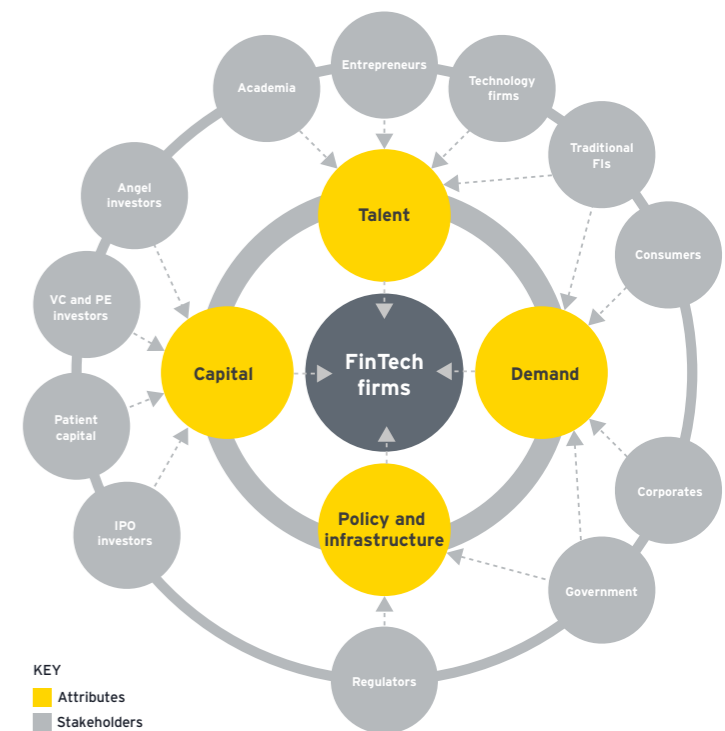 Entrepreneurs
Academia
Technology
firms
Traditional
FIs
Angel
investors
Talent
Consumers
VC and PE
investors
FinTech
firms
Capital
Demand
Patient
capital
Corporates
Policy and
infrastructure
IPO
investors
Government
Regulators
KEY
Attributes
Stakeholders